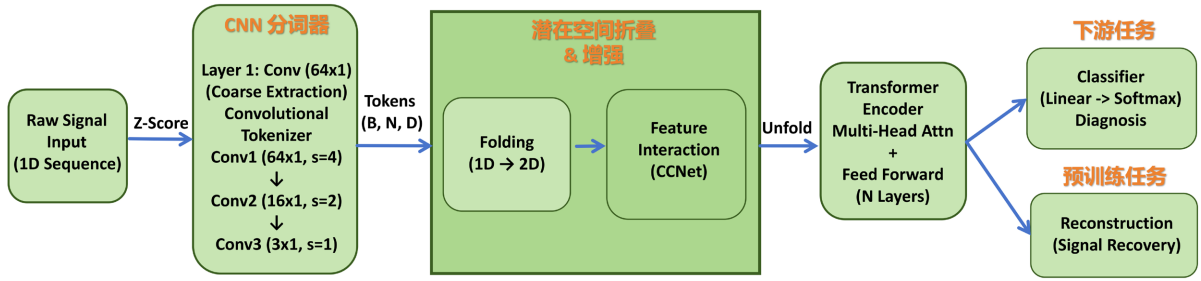 Raw Signal
Input
(1D Sequence)
Z-Score
CNN 分词器
Layer 1: Conv (64x1)
(Coarse Extraction)
Convolutional
Tokenizer
Conv1 (64x1, s=4)
↓
Conv2 (16x1, s=2)
↓
Conv3 (3x1, s=1)
Tokens
(B, N, D)
潜在空间折叠
& 增强
Folding
(1D → 2D)
Feature
Interaction
(CCNet)
Unfold
Transformer
Encoder
Multi-Head Attn
+
Feed Forward
(N Layers)
下游任务
Classifier
(Linear -> Softmax)
Diagnosis
预训练任务
Reconstruction
(Signal Recovery)